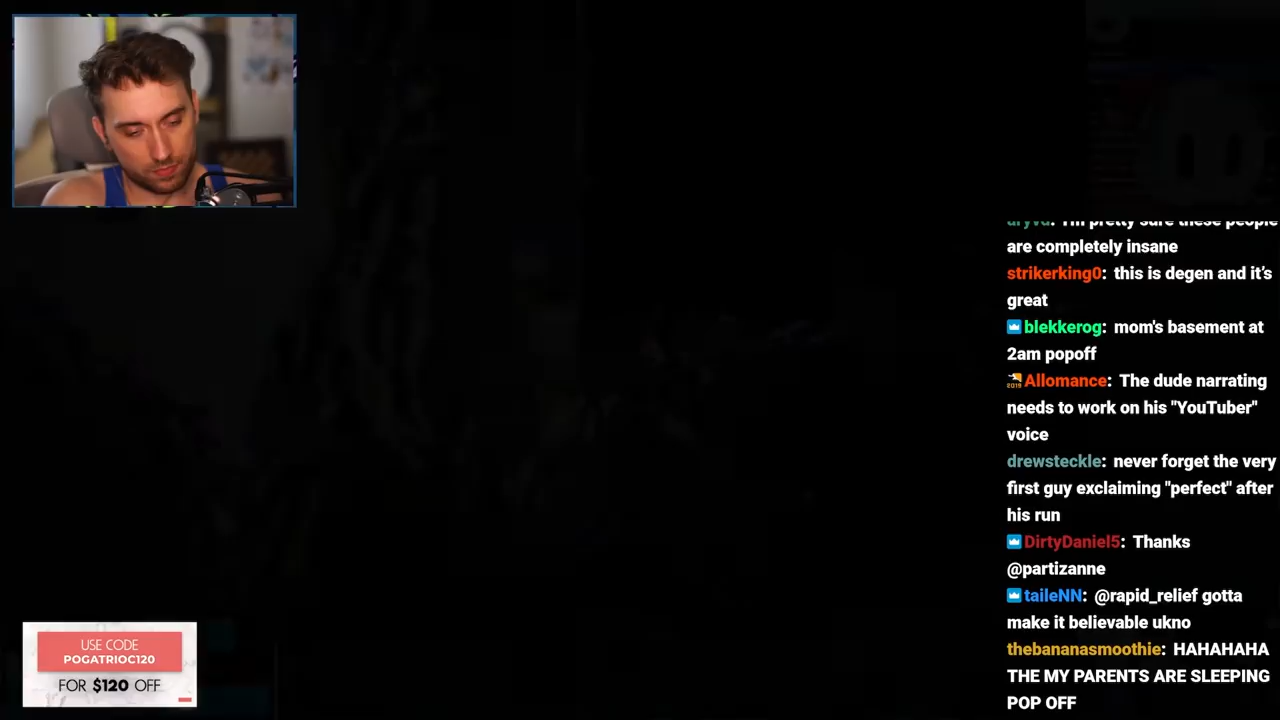 are completely insane
strikerking0: this is degen and it's
great
blekkerog: mom's basement at
2am popoff
Allomance: The dude narrating
needs to work on his "YouTuber"
voice
drewsteckle: never forget the very
first guy exclaiming "perfect" after
his run
DirtyDaniel5: Thanks
@partizanne
taileNN: @rapid_relief gotta
make it believable ukno
thebananasmoothie: HAHAHAHA
THE MY PARENTS ARE SLEEPING
POP OFF
USE CODE
POGATRIOC120
FOR $120 OFF